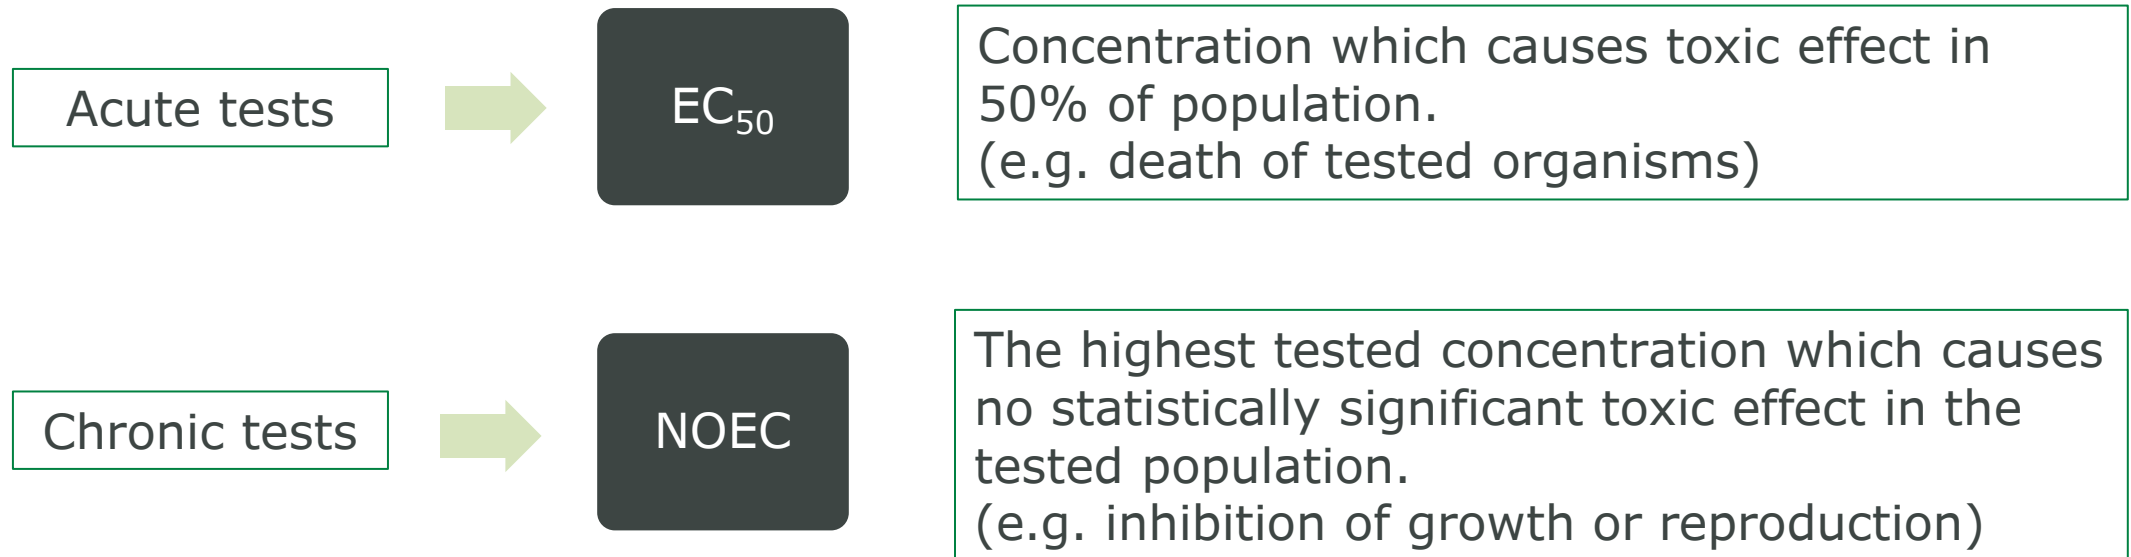 Acute tests
EC₅₀
Concentration which causes toxic effect in
50% of population.
(e.g. death of tested organisms)
Chronic tests
NOEC
The highest tested concentration which causes
no statistically significant toxic effect in the
tested population.
(e.g. inhibition of growth or reproduction)